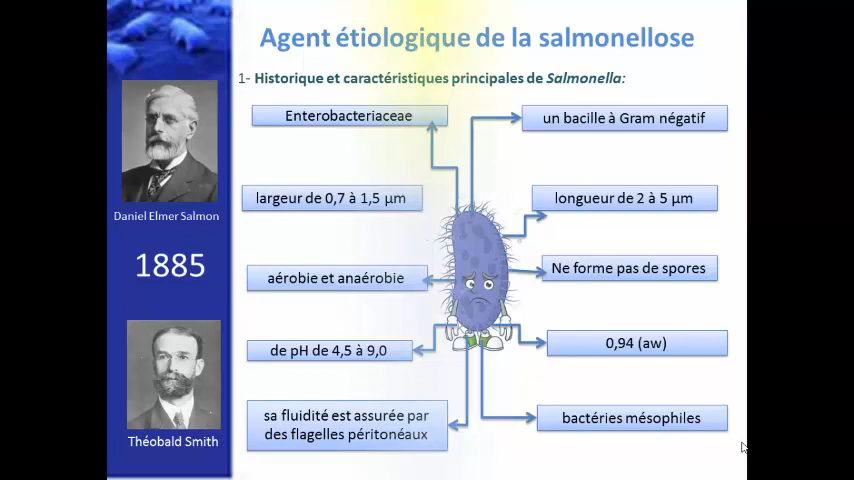 Agent étiologique de la salmonellose
1- Historique et caractéristiques principales de Salmonella:
Enterobacteriaceae
un bacille à Gram négatif
largeur de 0,7 à 1,5 µm
longueur de 2 à 5 µm
Daniel Elmer Salmon
1885
aérobie et anaérobie
Ne forme pas de spores
de pH de 4,5 à 9,0
0,94 (aw)
sa fluidité est assurée par
des flagelles péritonéaux
bactéries mésophiles
Théobald Smith